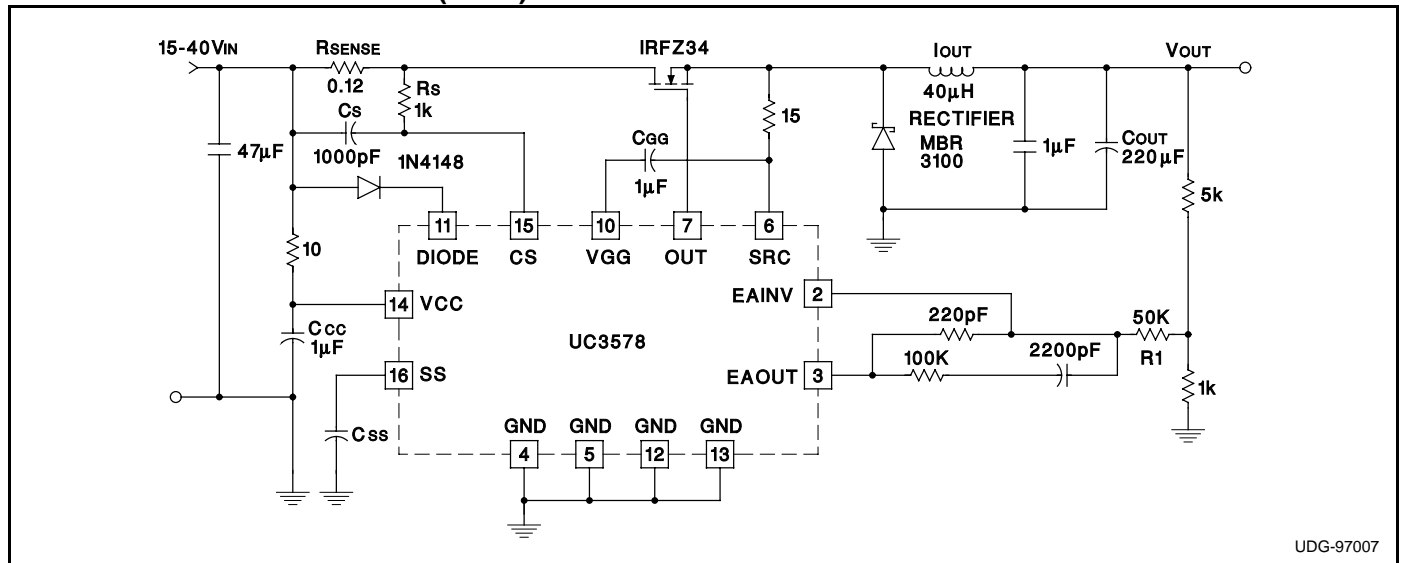 15-40VIN
RSENSE
0.12
RS
1k
CS
1000pF
47µF
1N4148
10
CCC
1µF
CSS
IRFZ34
15
CGG
1µF
IOUT
40µH
RECTIFIER
MBR
3100
1µF
COUT
220µF
VOUT
5k
11
15
10
7
6
DIODE
CS
VGG
OUT
SRC
14
VCC
16
SS
UC3578
EAINV
2
EAOUT
3
220pF
100K
2200pF
50K
R1
1k
GND
GND
GND
GND
4
5
12
13
UDG-97007